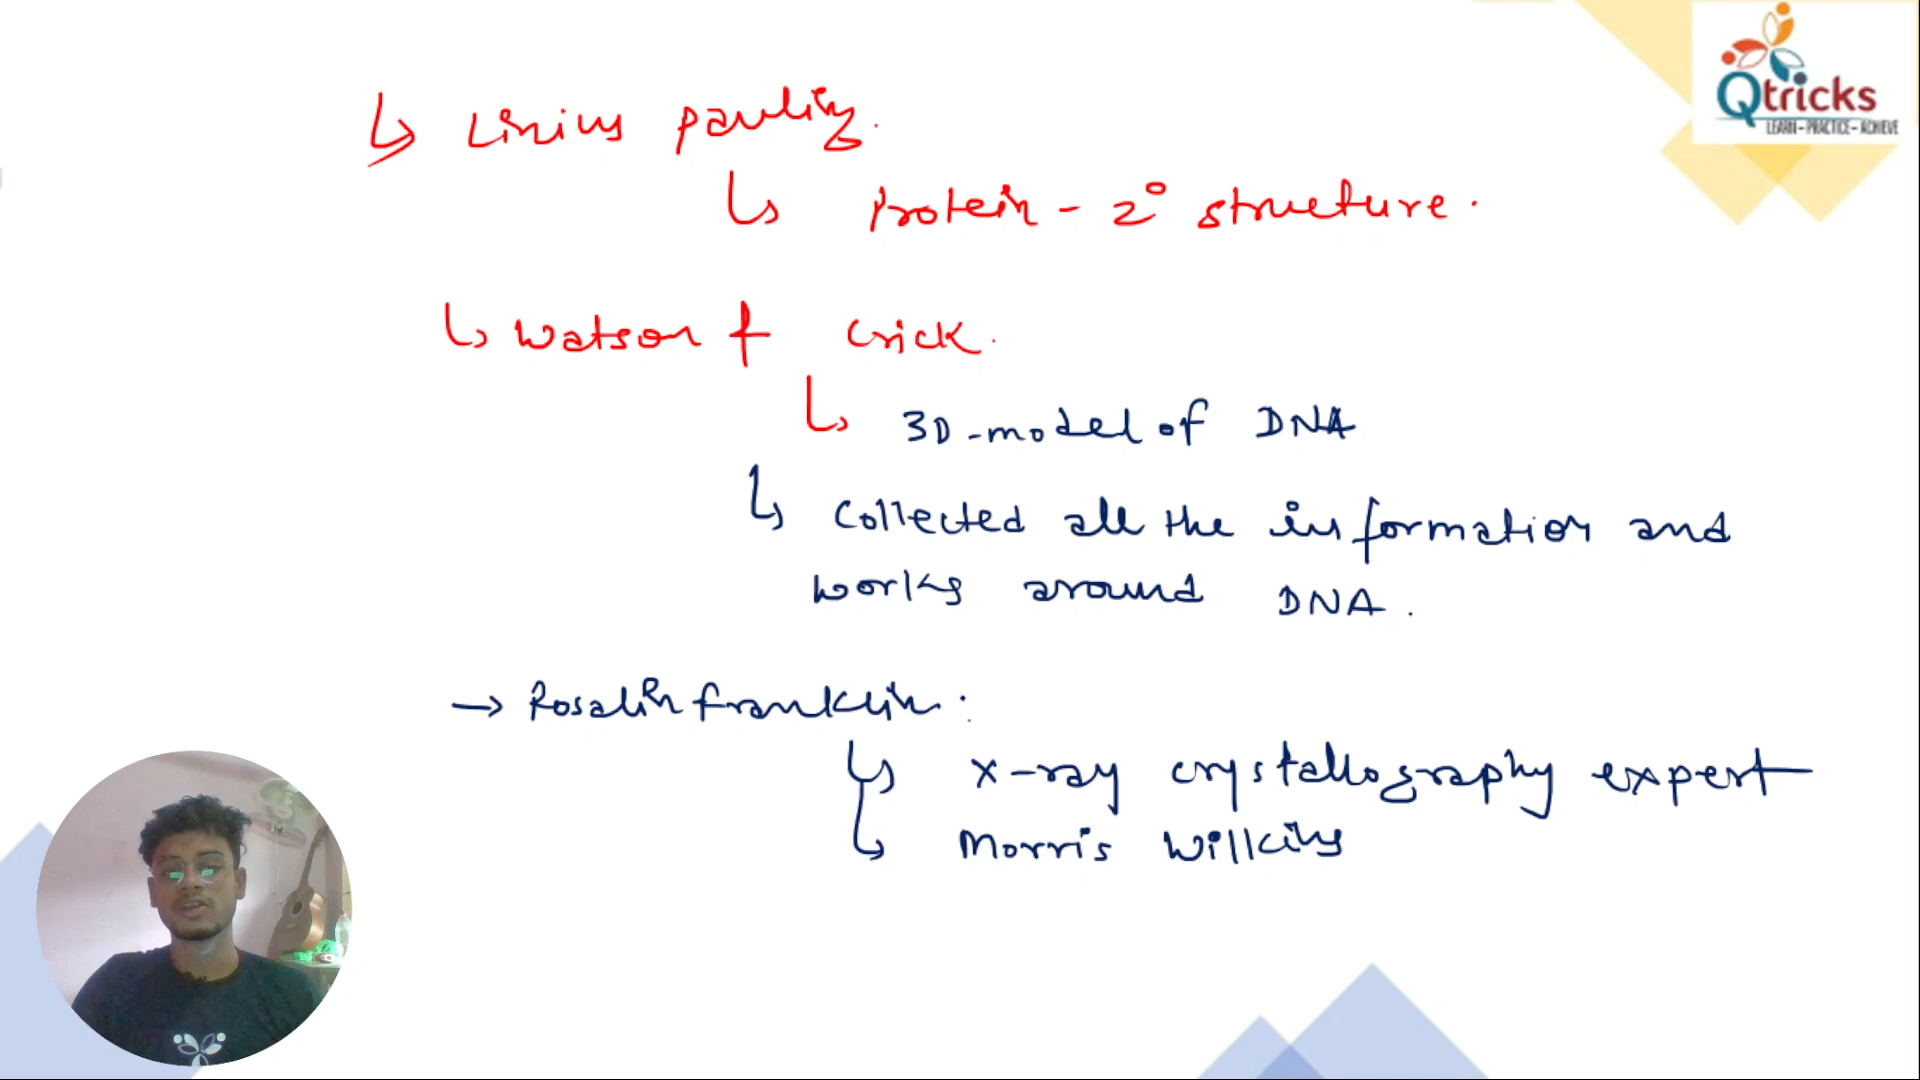 Qtricks
LEARN - PRACTICE - ACHIEVE
↳ Linius pauling.
↳ Protein - 2° structure.
↳ Watson & Crick.
↳ 3D-model of DNA
↳ Collected all the information and
works around DNA.
→ Rosalin franklin.
↳ X-ray crystallography expert
↳ Morris Wilkins